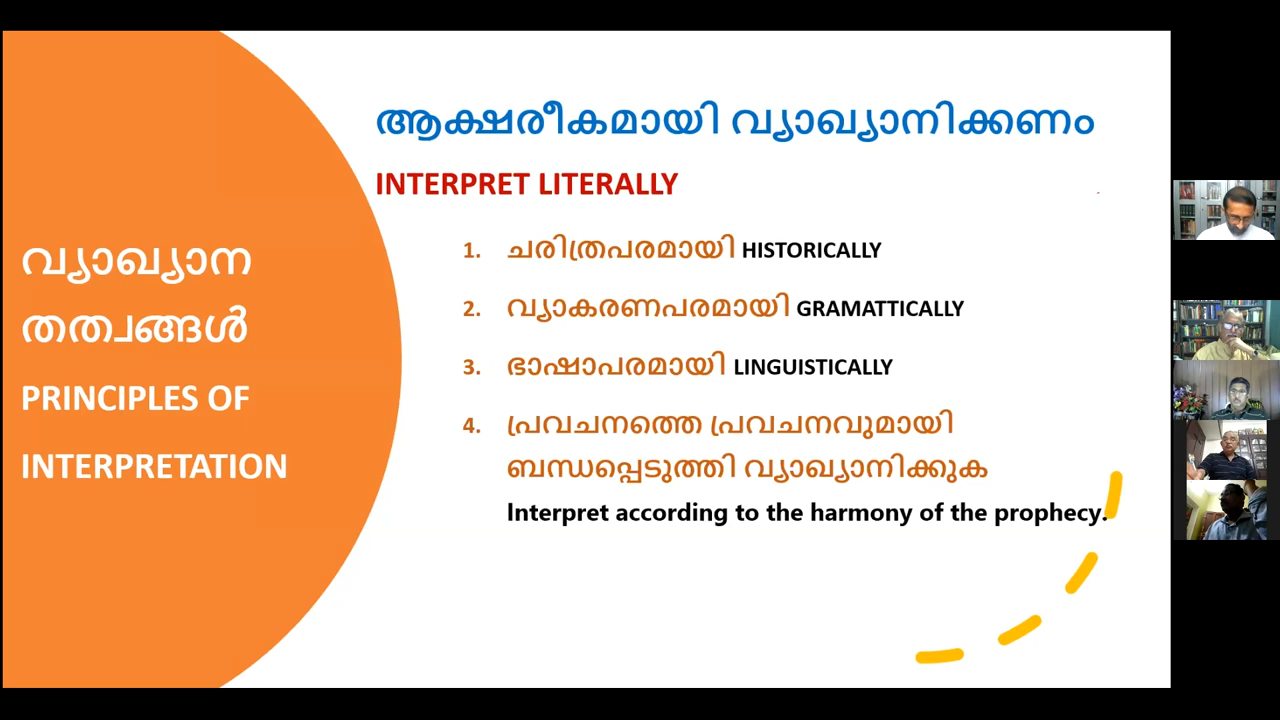 വ്യാഖ്യാന
തത്വങ്ങൾ
PRINCIPLES OF
INTERPRETATION
ആക്ഷരീകമായി വ്യാഖ്യാനിക്കണം
INTERPRET LITERALLY
1. ചരിത്രപരമായി HISTORICALLY
2. വ്യാകരണപരമായി GRAMATTICALLY
3. ഭാഷാപരമായി LINGUISTICALLY
4. പ്രവചനത്തെ പ്രവചനവുമായി
ബന്ധപ്പെടുത്തി വ്യാഖ്യാനിക്കുക
Interpret according to the harmony of the prophecy.